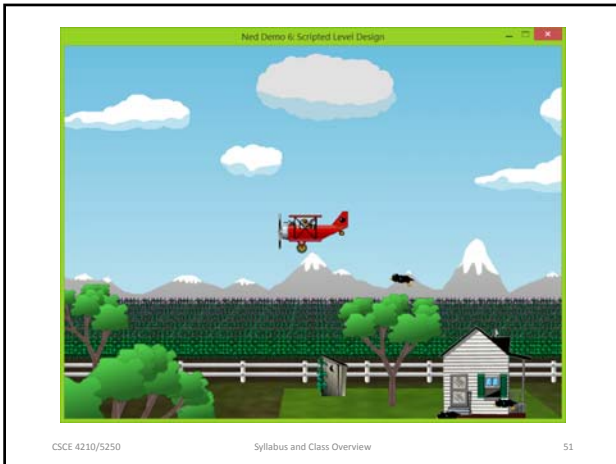 Ned Demo 6: Scripted Level Design
CSCE 4210/5250
Syllabus and Class Overview
51